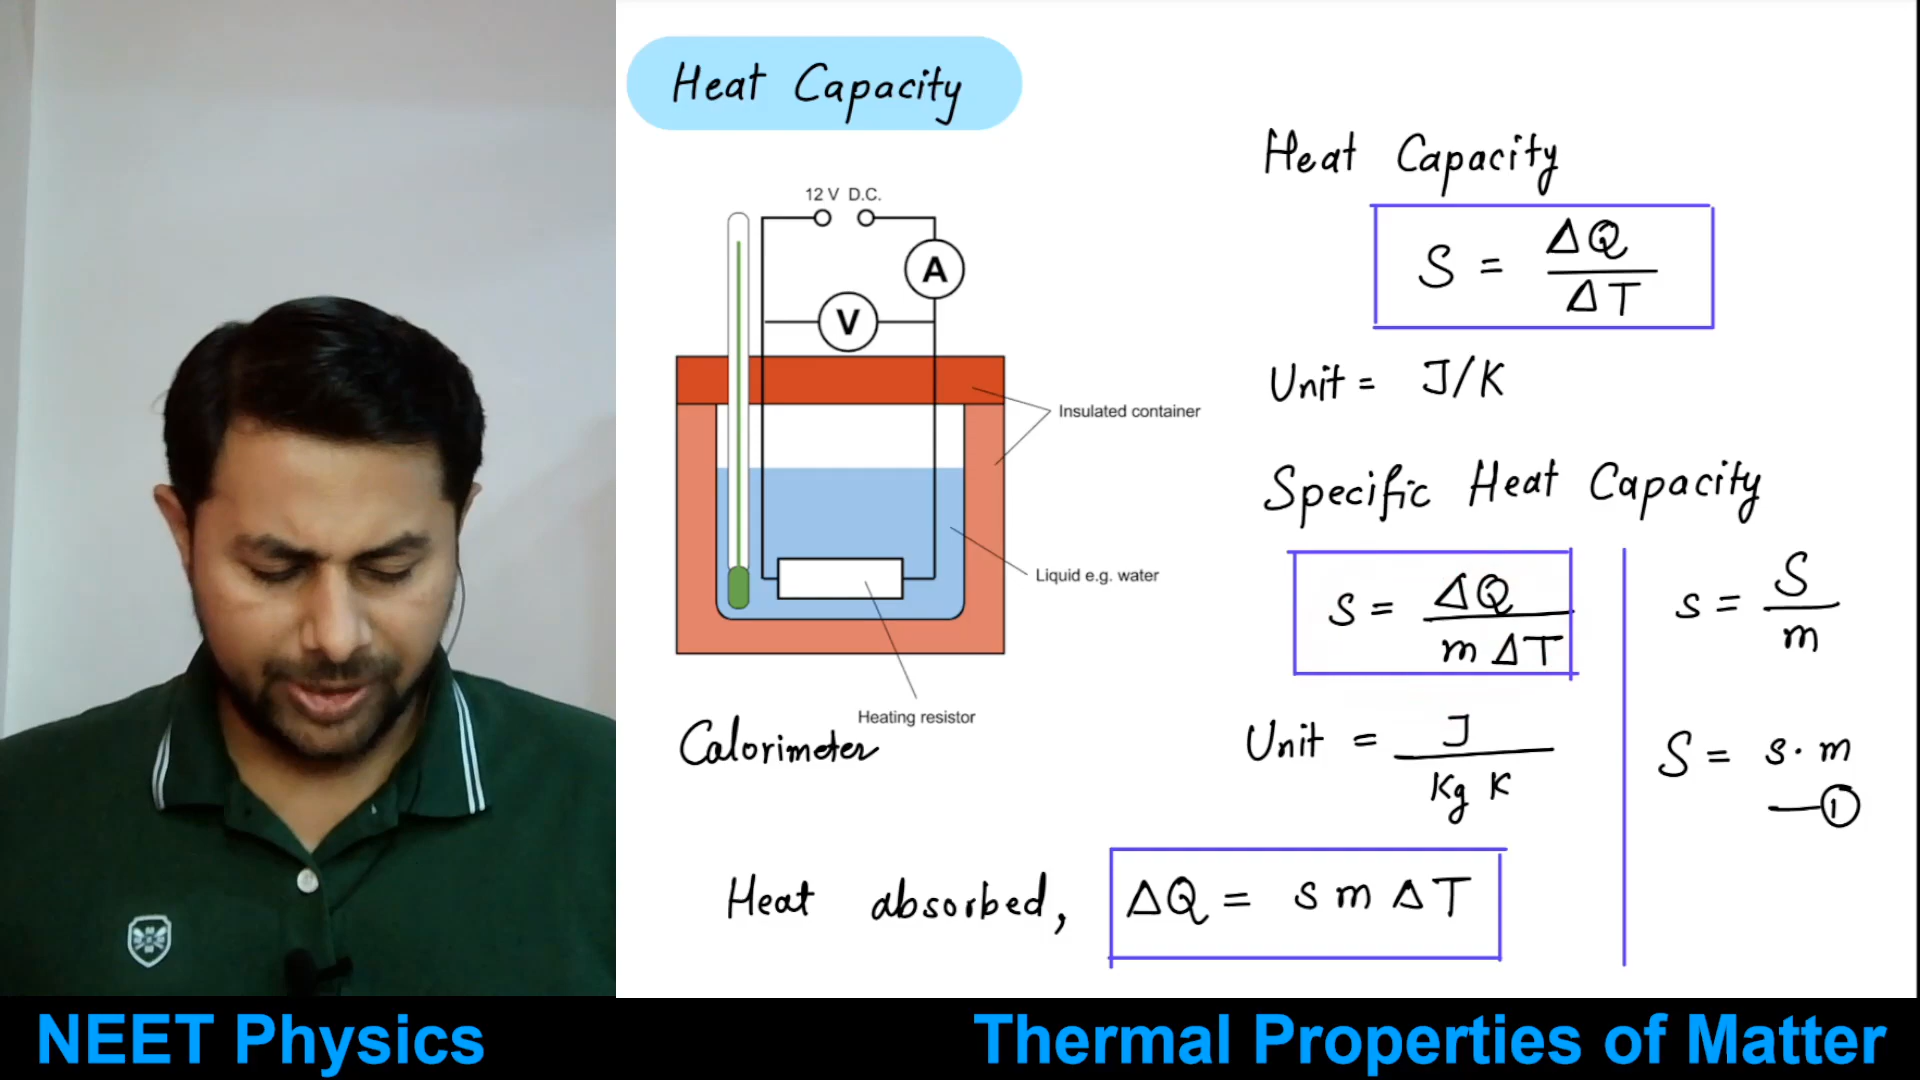 Heat Capacity
12 V D.C.
A
V
Insulated container
Liquid e.g. water
Heating resistor
Calorimeter
Heat Capacity
S = ΔQ / ΔT
Unit = J/K
Specific Heat Capacity
s = ΔQ / m ΔT
Unit = J / Kg K
s = S / m
S = s · m
—①
Heat absorbed, ΔQ = s m ΔT
NEET Physics
Thermal Properties of Matter